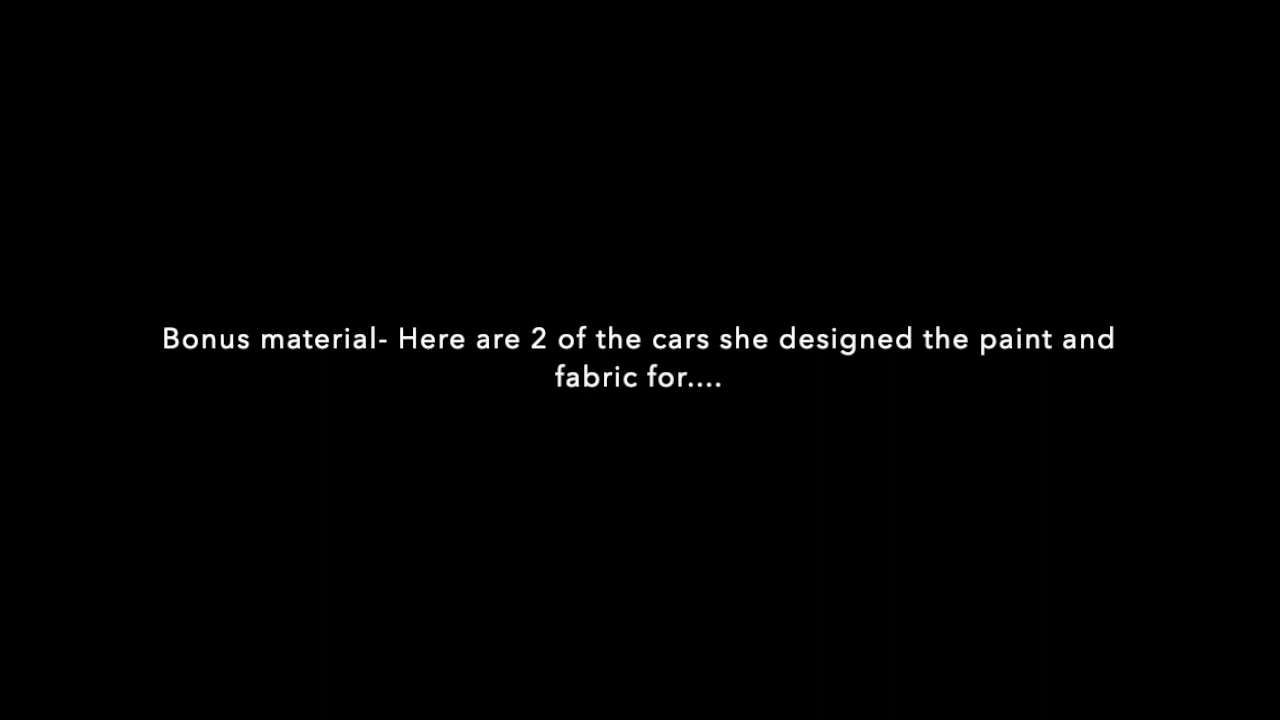 Bonus material- Here are 2 of the cars she designed the paint and
fabric for....